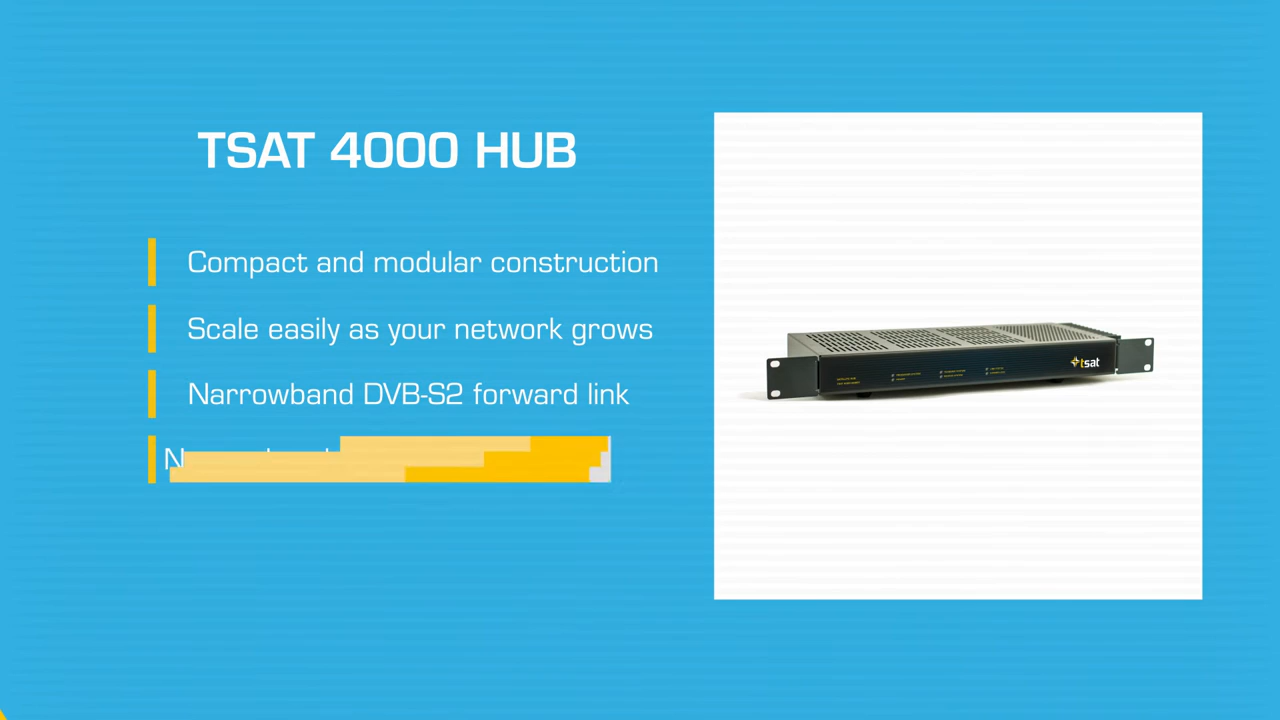 TSAT 4000 HUB
Compact and modular construction
Scale easily as your network grows
Narrowband DVB-S2 forward link
tsat